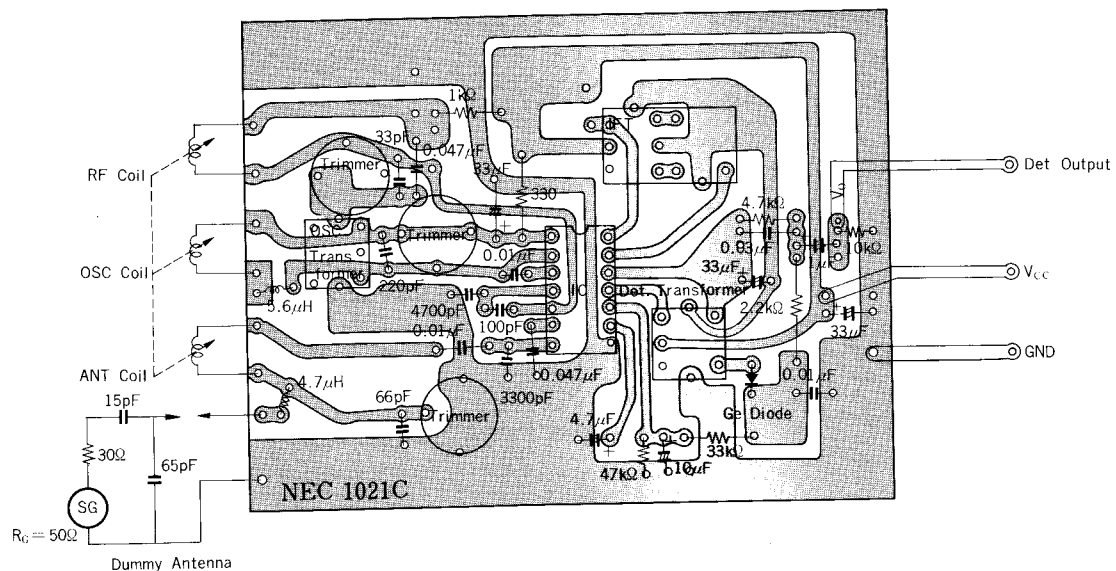 1kΩ
33pF
0.047μF
Trimmer
33μF
IFT
RF Coil
Det Output
330
4.7kΩ
OSC
Trimmer
0.03μF
10kΩ
1μF
OSC Coil
Trans
former
0.01μF
33μF
VCC
220pF
IC
Det. Transformer
5.6μH
4700pF
2.2kΩ
0.01μF
100pF
33μF
GND
ANT Coil
4.7μH
0.047μF
0.01μF
15pF
66pF
3300pF
Trimmer
Ge Diode
4.7μF
30Ω
65pF
33kΩ
47kΩ
10μF
SG
NEC 1021C
RG=50Ω
Dummy Antenna